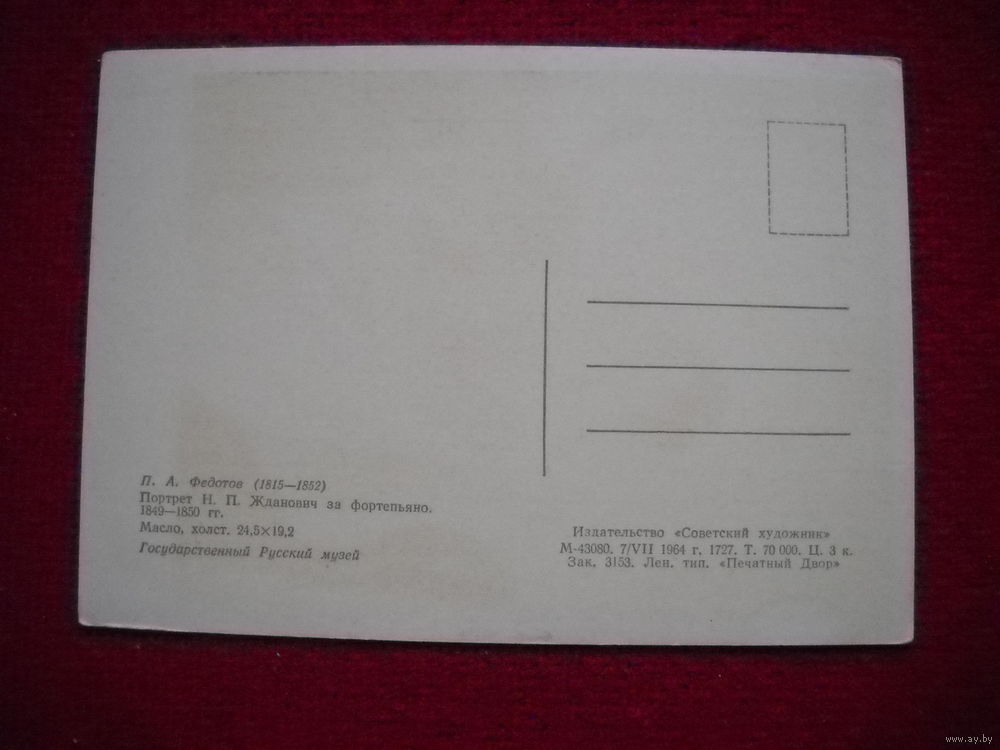 П. А. Федотов (1815—1852)
Портрет Н. П. Жданович за фортепьяно.
1849—1850 гг.
Масло, холст. 24,5×19,2
Государственный Русский музей
Издательство «Советский художник»
М-43080. 7/VII 1964 г. 1727. Т. 70 000. Ц. 3 к.
Зак. 3153. Лен. тип. «Печатный Двор»
www.ay.by